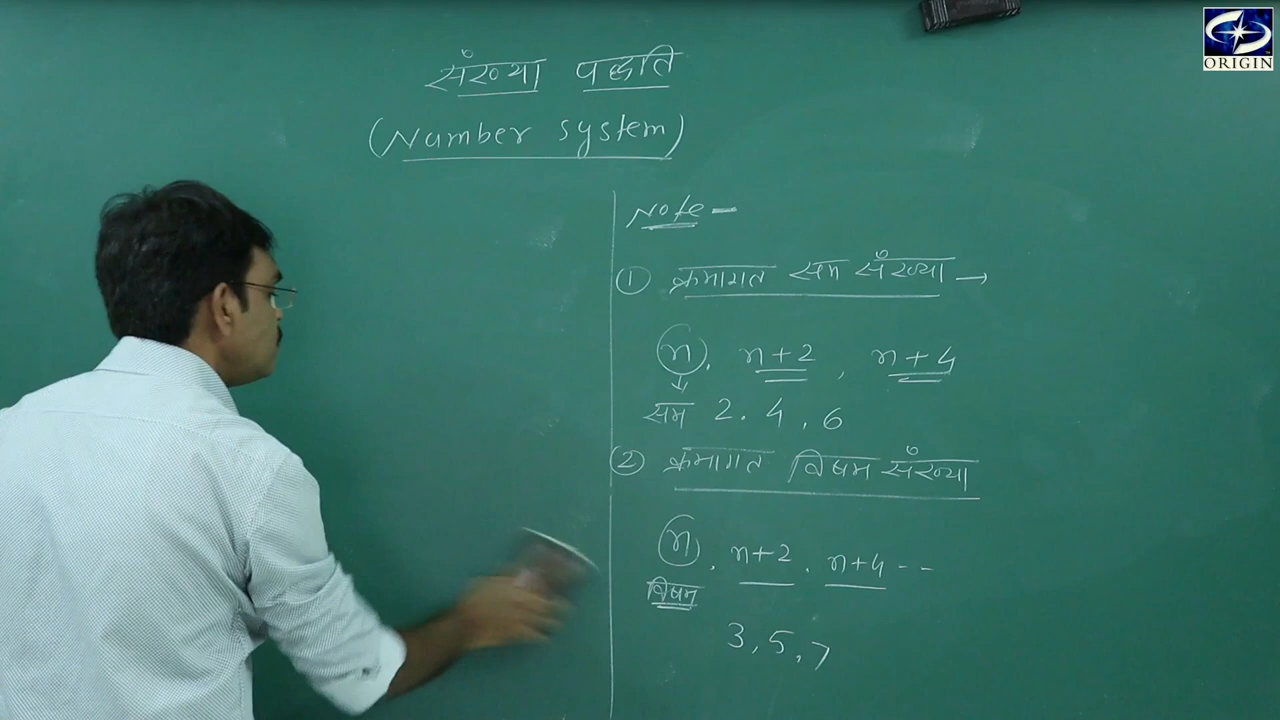 ORIGIN
संख्या पद्धति
(Number system)
Note -
① क्रमागत सम संख्या →
n, n+2, n+4
↓
सम 2, 4, 6
② क्रमागत विषम संख्या
n, n+2, n+4 - -
विषम
3, 5, 7